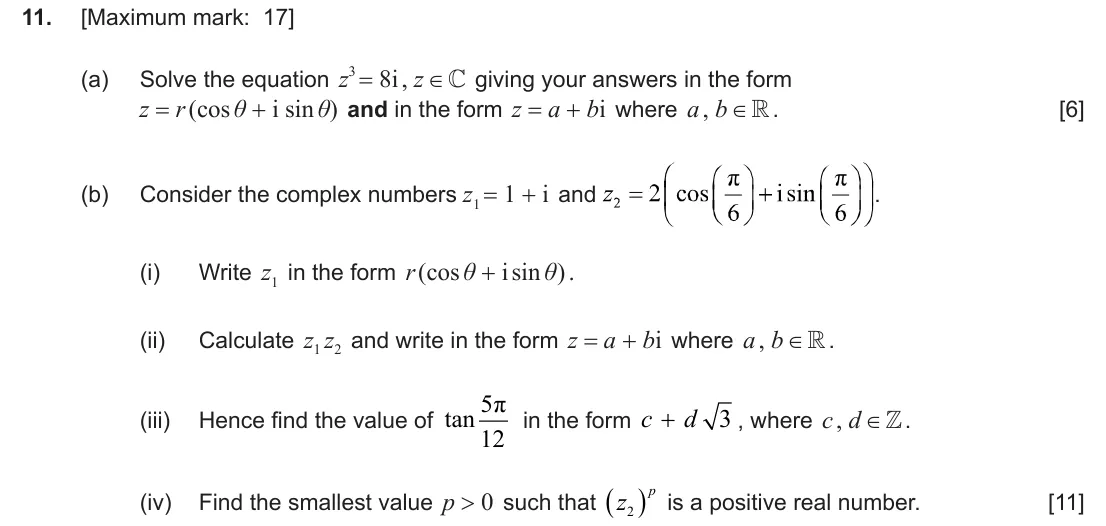 11. [Maximum mark: 17]
(a) Solve the equation z³ = 8i, z ∈ ℂ giving your answers in the form
z = r(cos θ + i sin θ) and in the form z = a + bi where a, b ∈ ℝ. [6]
(b) Consider the complex numbers z₁ = 1 + i and z₂ = 2(cos(π/6) + i sin(π/6)).
(i) Write z₁ in the form r(cos θ + i sin θ).
(ii) Calculate z₁z₂ and write in the form z = a + bi where a, b ∈ ℝ.
(iii) Hence find the value of tan 5π/12 in the form c + d√3, where c, d ∈ ℤ.
(iv) Find the smallest value p > 0 such that (z₂)ᵖ is a positive real number. [11]